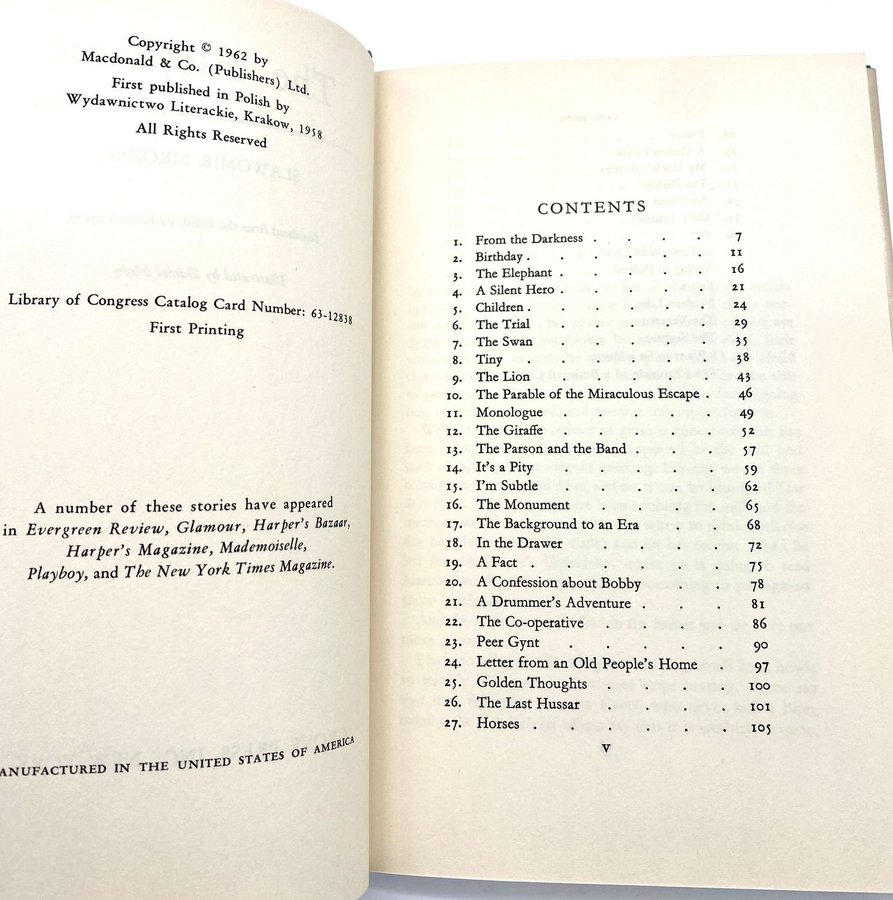 Copyright © 1962 by
Macdonald & Co. (Publishers) Ltd.
First published in Polish by
Wydawnictwo Literackie, Krakow, 1958
All Rights Reserved
Library of Congress Catalog Card Number: 63-12838
First Printing
A number of these stories have appeared
in Evergreen Review, Glamour, Harper's Bazaar,
Harper's Magazine, Mademoiselle,
Playboy, and The New York Times Magazine.
ANUFACTURED IN THE UNITED STATES OF AMERICA
CONTENTS
1. From the Darkness . . . . 7
2. Birthday . . . . . 11
3. The Elephant . . . . . 16
4. A Silent Hero . . . . . 21
5. Children . . . . . 24
6. The Trial . . . . . 29
7. The Swan . . . . . 35
8. Tiny . . . . . 38
9. The Lion . . . . . 43
10. The Parable of the Miraculous Escape . 46
11. Monologue . . . . . 49
12. The Giraffe . . . . . 52
13. The Parson and the Band . . . 57
14. It's a Pity . . . . . 59
15. I'm Subtle . . . . . 62
16. The Monument . . . . 65
17. The Background to an Era . . . 68
18. In the Drawer . . . . 72
19. A Fact . . . . . . 75
20. A Confession about Bobby . . 78
21. A Drummer's Adventure . . . 81
22. The Co-operative . . . . 86
23. Peer Gynt . . . . . 90
24. Letter from an Old People's Home . 97
25. Golden Thoughts . . . . 100
26. The Last Hussar . . . . 101
27. Horses . . . . . . 105
v